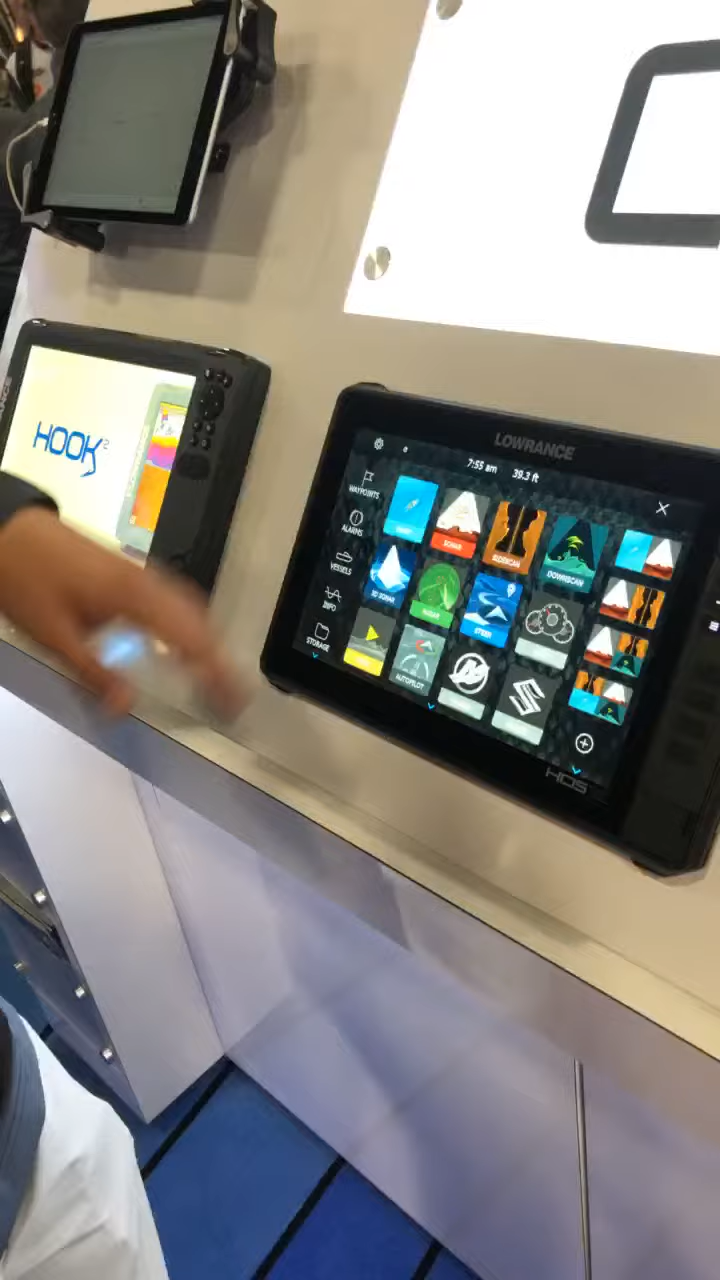 LOWRANCE
7:55 am 39.3 ft
WAYPOINTS
ALARMS
VESSELS
INFO
STORAGE
SONAR
SIDESCAN
DOWNSCAN
3D SONAR
RADAR
STEER
AUTOPILOT
HDS
HOOK²